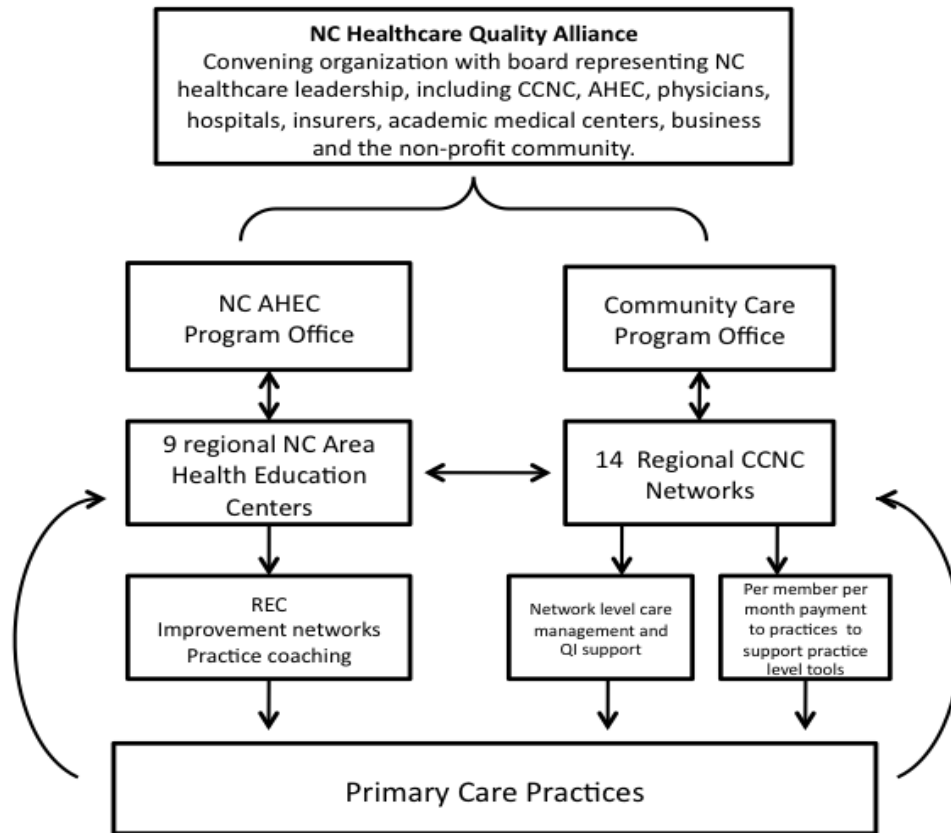 NC Healthcare Quality Alliance
Convening organization with board representing NC
healthcare leadership, including CCNC, AHEC, physicians,
hospitals, insurers, academic medical centers, business
and the non-profit community.
NC AHEC
Program Office
Community Care
Program Office
9 regional NC Area
Health Education
Centers
14 Regional CCNC
Networks
REC
Improvement networks
Practice coaching
Network level care
management and
QI support
Per member per
month payment
to practices to
support practice
level tools
Primary Care Practices